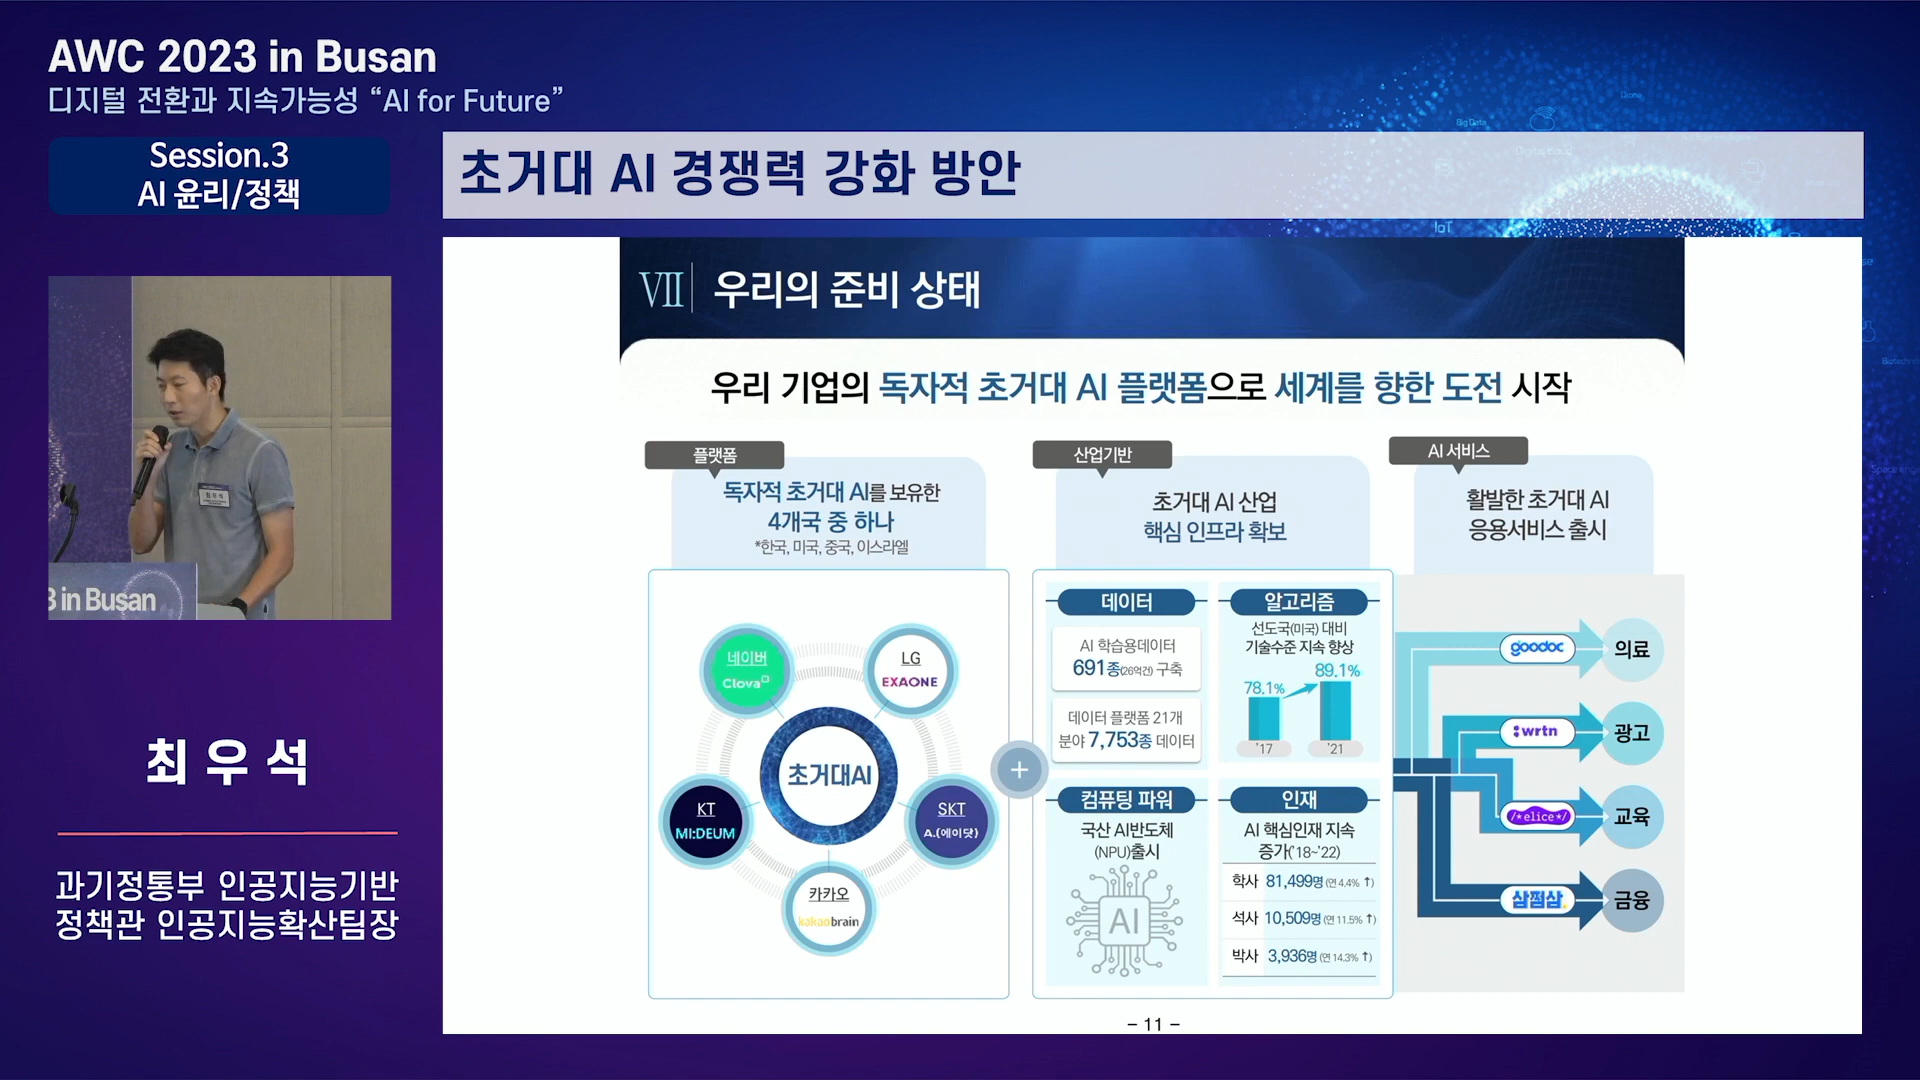 AWC 2023 in Busan
디지털 전환과 지속가능성 “AI for Future”
Session.3
AI 윤리/정책
초거대 AI 경쟁력 강화 방안
최우석
3 in Busan
최 우 석
과기정통부 인공지능기반
정책관 인공지능확산팀장
Big Data
IoT
VII 우리의 준비 상태
우리 기업의 독자적 초거대 AI 플랫폼으로 세계를 향한 도전 시작
플랫폼
독자적 초거대 AI를 보유한
4개국 중 하나
*한국, 미국, 중국, 이스라엘
네이버
Clova
LG
EXAONE
초거대AI
KT
MI:DEUM
SKT
A.(에이닷)
카카오
kakaobrain
+
산업기반
초거대 AI 산업
핵심 인프라 확보
데이터
AI 학습용데이터
691종(26억건) 구축
데이터 플랫폼 21개
분야 7,753종 데이터
알고리즘
선도국(미국) 대비
기술수준 지속 향상
78.1%
89.1%
'17
'21
컴퓨팅 파워
국산 AI반도체
(NPU)출시
AI
인재
AI 핵심인재 지속
증가('18~'22)
학사 81,499명 (연 4.4% ↑)
석사 10,509명 (연 11.5% ↑)
박사 3,936명 (연 14.3% ↑)
AI 서비스
활발한 초거대 AI
응용서비스 출시
goodoc
의료
:wrtn
광고
/*elice*/
교육
삼쩜삼.
금융
- 11 -